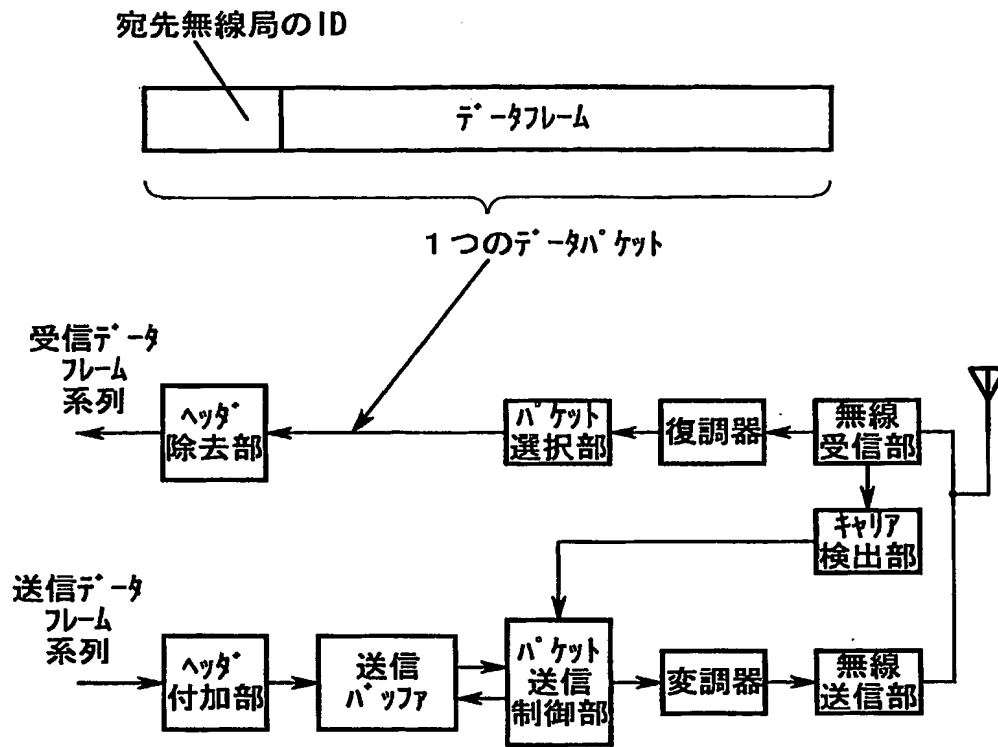 宛先無線局のID
データフレーム
1つのデータパケット
受信データ
フレーム
系列
ヘッダ
除去部
パケット
選択部
復調器
無線
受信部
キャリア
検出部
送信データ
フレーム
系列
ヘッダ
付加部
送信
バッファ
パケット
送信
制御部
変調器
無線
送信部